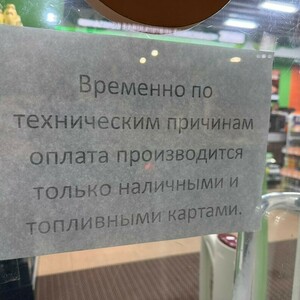 Временно по
техническим причинам
оплата производится
только наличными и
топливными картами.